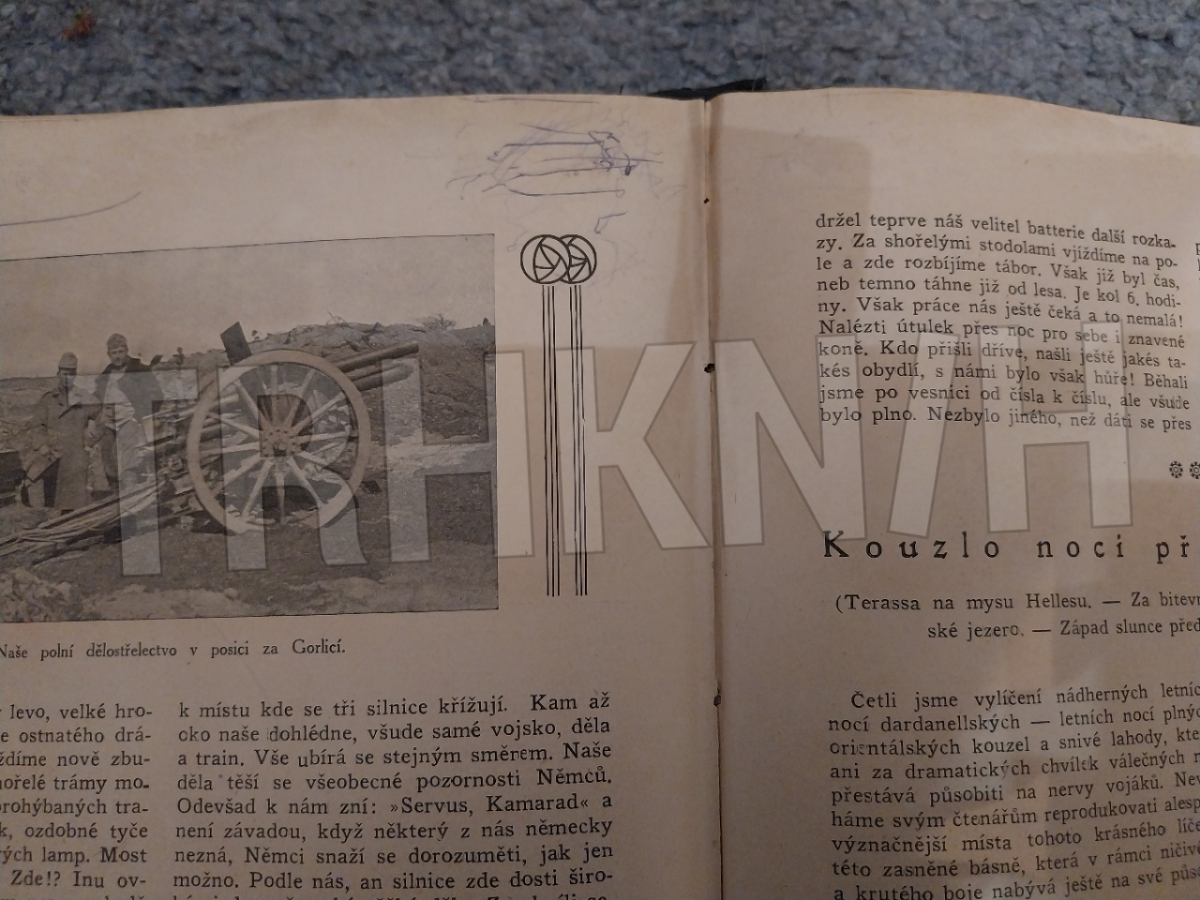 Naše polní dělostřelectvo v posici za Gorlicí.
levo, velké hro-
e ostnatého drá-
ždíme nově zbu-
hořelé trámy mo-
prohýbaných tra-
k, ozdobné tyče
rých lamp. Most
Zde!? Inu ov-
k místu kde se tři silnice křížují. Kam až
oko naše dohlédne, všude samé vojsko, děla
a train. Vše ubírá se stejným směrem. Naše
děla těší se všeobecné pozornosti Němců.
Odevšad k nám zní: »Servus, Kamarad« a
není závadou, když některý z nás německy
nezná, Němci snaží se dorozuměti, jak jen
možno. Podle nás, an silnice zde dosti širo-
držel teprve náš velitel batterie další rozka-
zy. Za shořelými stodolami vjíždíme na po-
le a zde rozbíjíme tábor. Však již byl čas,
neb temno táhne již od lesa. Je kol 6. hodi-
ny. Však práce nás ještě čeká a to nemalá!
Nalézti útulek přes noc pro sebe i znavené
koně. Kdo přišli dříve, našli ještě jakés ta-
kés obydlí, s námi bylo však hůře! Běhali
jsme po vesnici od čísla k číslu, ale všude
bylo plno. Nezbylo jiného, než dáti se přes
Kouzlo nocí př
(Terassa na mysu Hellesu. — Za bitevn
ské jezero. — Západ slunce před
Četli jsme vylíčení nádherných letníc
nocí dardanellských — letních nocí plnýc
orientálských kouzel a snivé lahody, kte
ani za dramatických chvilek válečných n
přestává působiti na nervy vojáků. Nev
háme svým čtenářům reprodukovati alesp
význačnější místa tohoto krásného líče
této zasněné básně, která v rámci ničivé
a krutého boje nabývá ještě na své půs
TRHKNIH